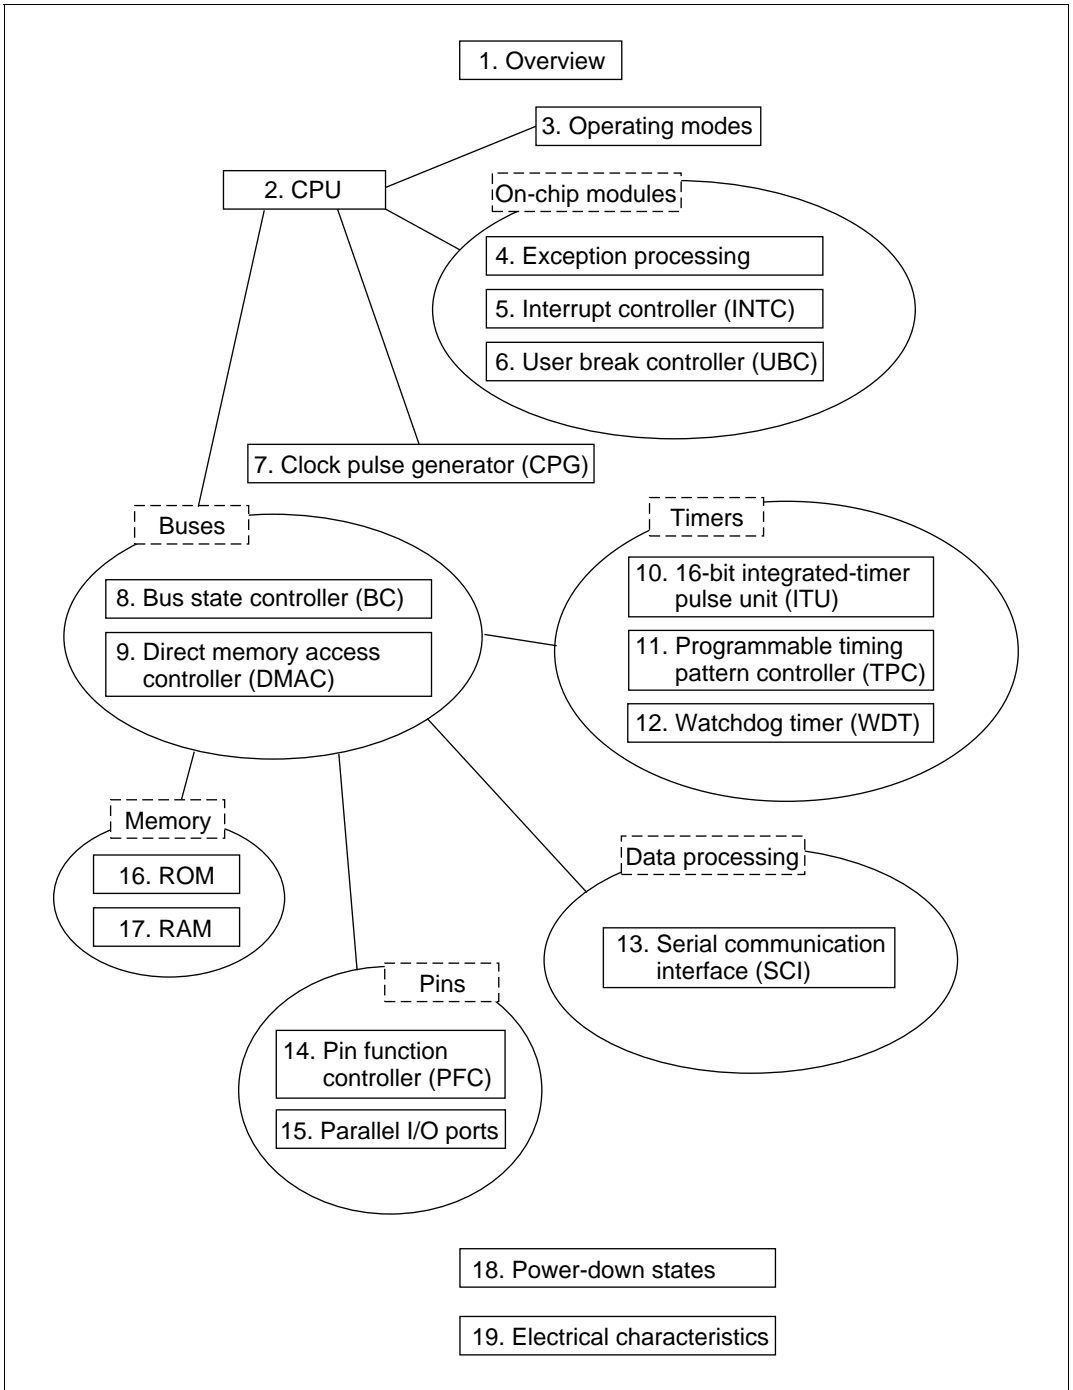 1. Overview
3. Operating modes
2. CPU
On-chip modules
4. Exception processing
5. Interrupt controller (INTC)
6. User break controller (UBC)
7. Clock pulse generator (CPG)
Buses
8. Bus state controller (BC)
9. Direct memory access
controller (DMAC)
Timers
10. 16-bit integrated-timer
pulse unit (ITU)
11. Programmable timing
pattern controller (TPC)
12. Watchdog timer (WDT)
Memory
16. ROM
17. RAM
Data processing
13. Serial communication
interface (SCI)
Pins
14. Pin function
controller (PFC)
15. Parallel I/O ports
18. Power-down states
19. Electrical characteristics